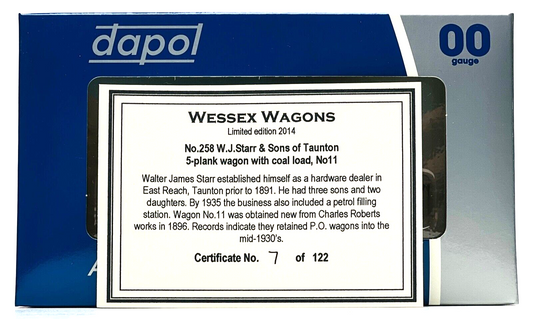 dapol
00
gauge
WESSEX WAGONS
Limited edition 2014
No.258 W.J.Starr & Sons of Taunton
5-plank wagon with coal load, No11
Walter James Starr established himself as a hardware dealer in
East Reach, Taunton prior to 1891. He had three sons and two
daughters. By 1935 the business also included a petrol filling
station. Wagon No.11 was obtained new from Charles Roberts
works in 1896. Records indicate they retained P.O. wagons into the
mid-1930's.
Certificate No. 7 of 122